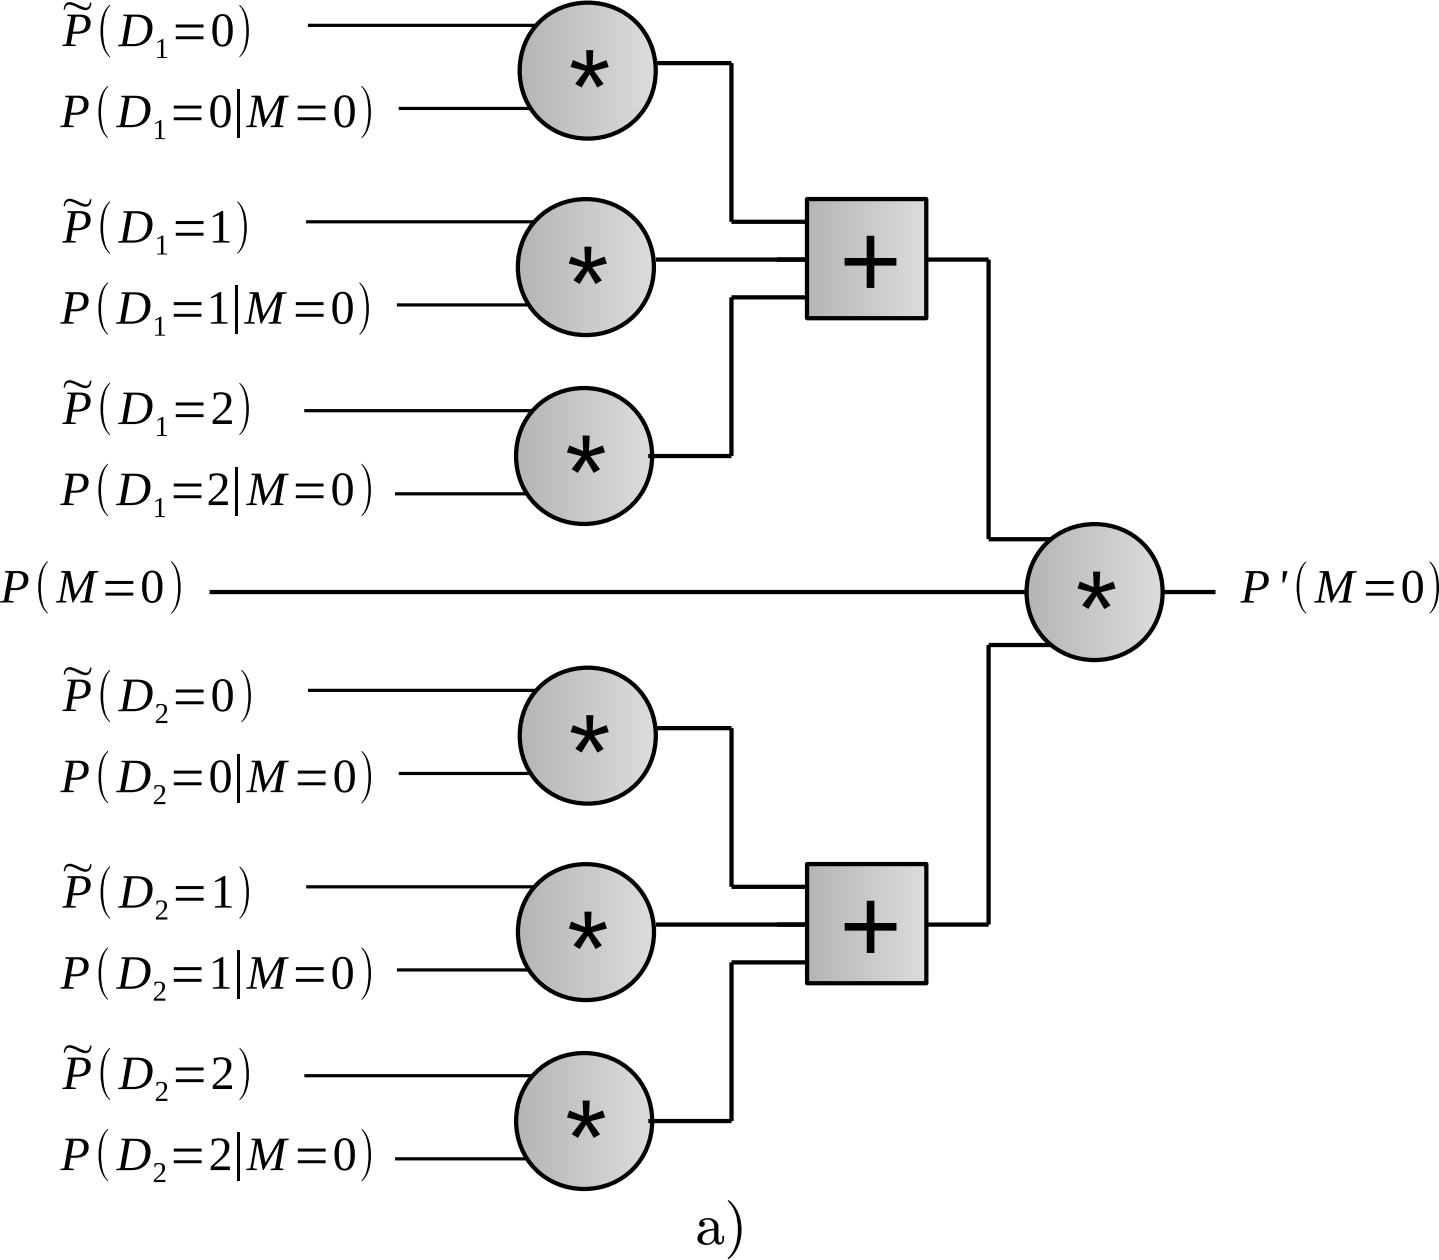 P̃(D₁=0)
*
P(D₁=0|M=0)
P̃(D₁=1)
*
+
P(D₁=1|M=0)
P̃(D₁=2)
*
P(D₁=2|M=0)
P(M=0)
*
P'(M=0)
P̃(D₂=0)
*
P(D₂=0|M=0)
P̃(D₂=1)
*
+
P(D₂=1|M=0)
P̃(D₂=2)
*
P(D₂=2|M=0)
a)